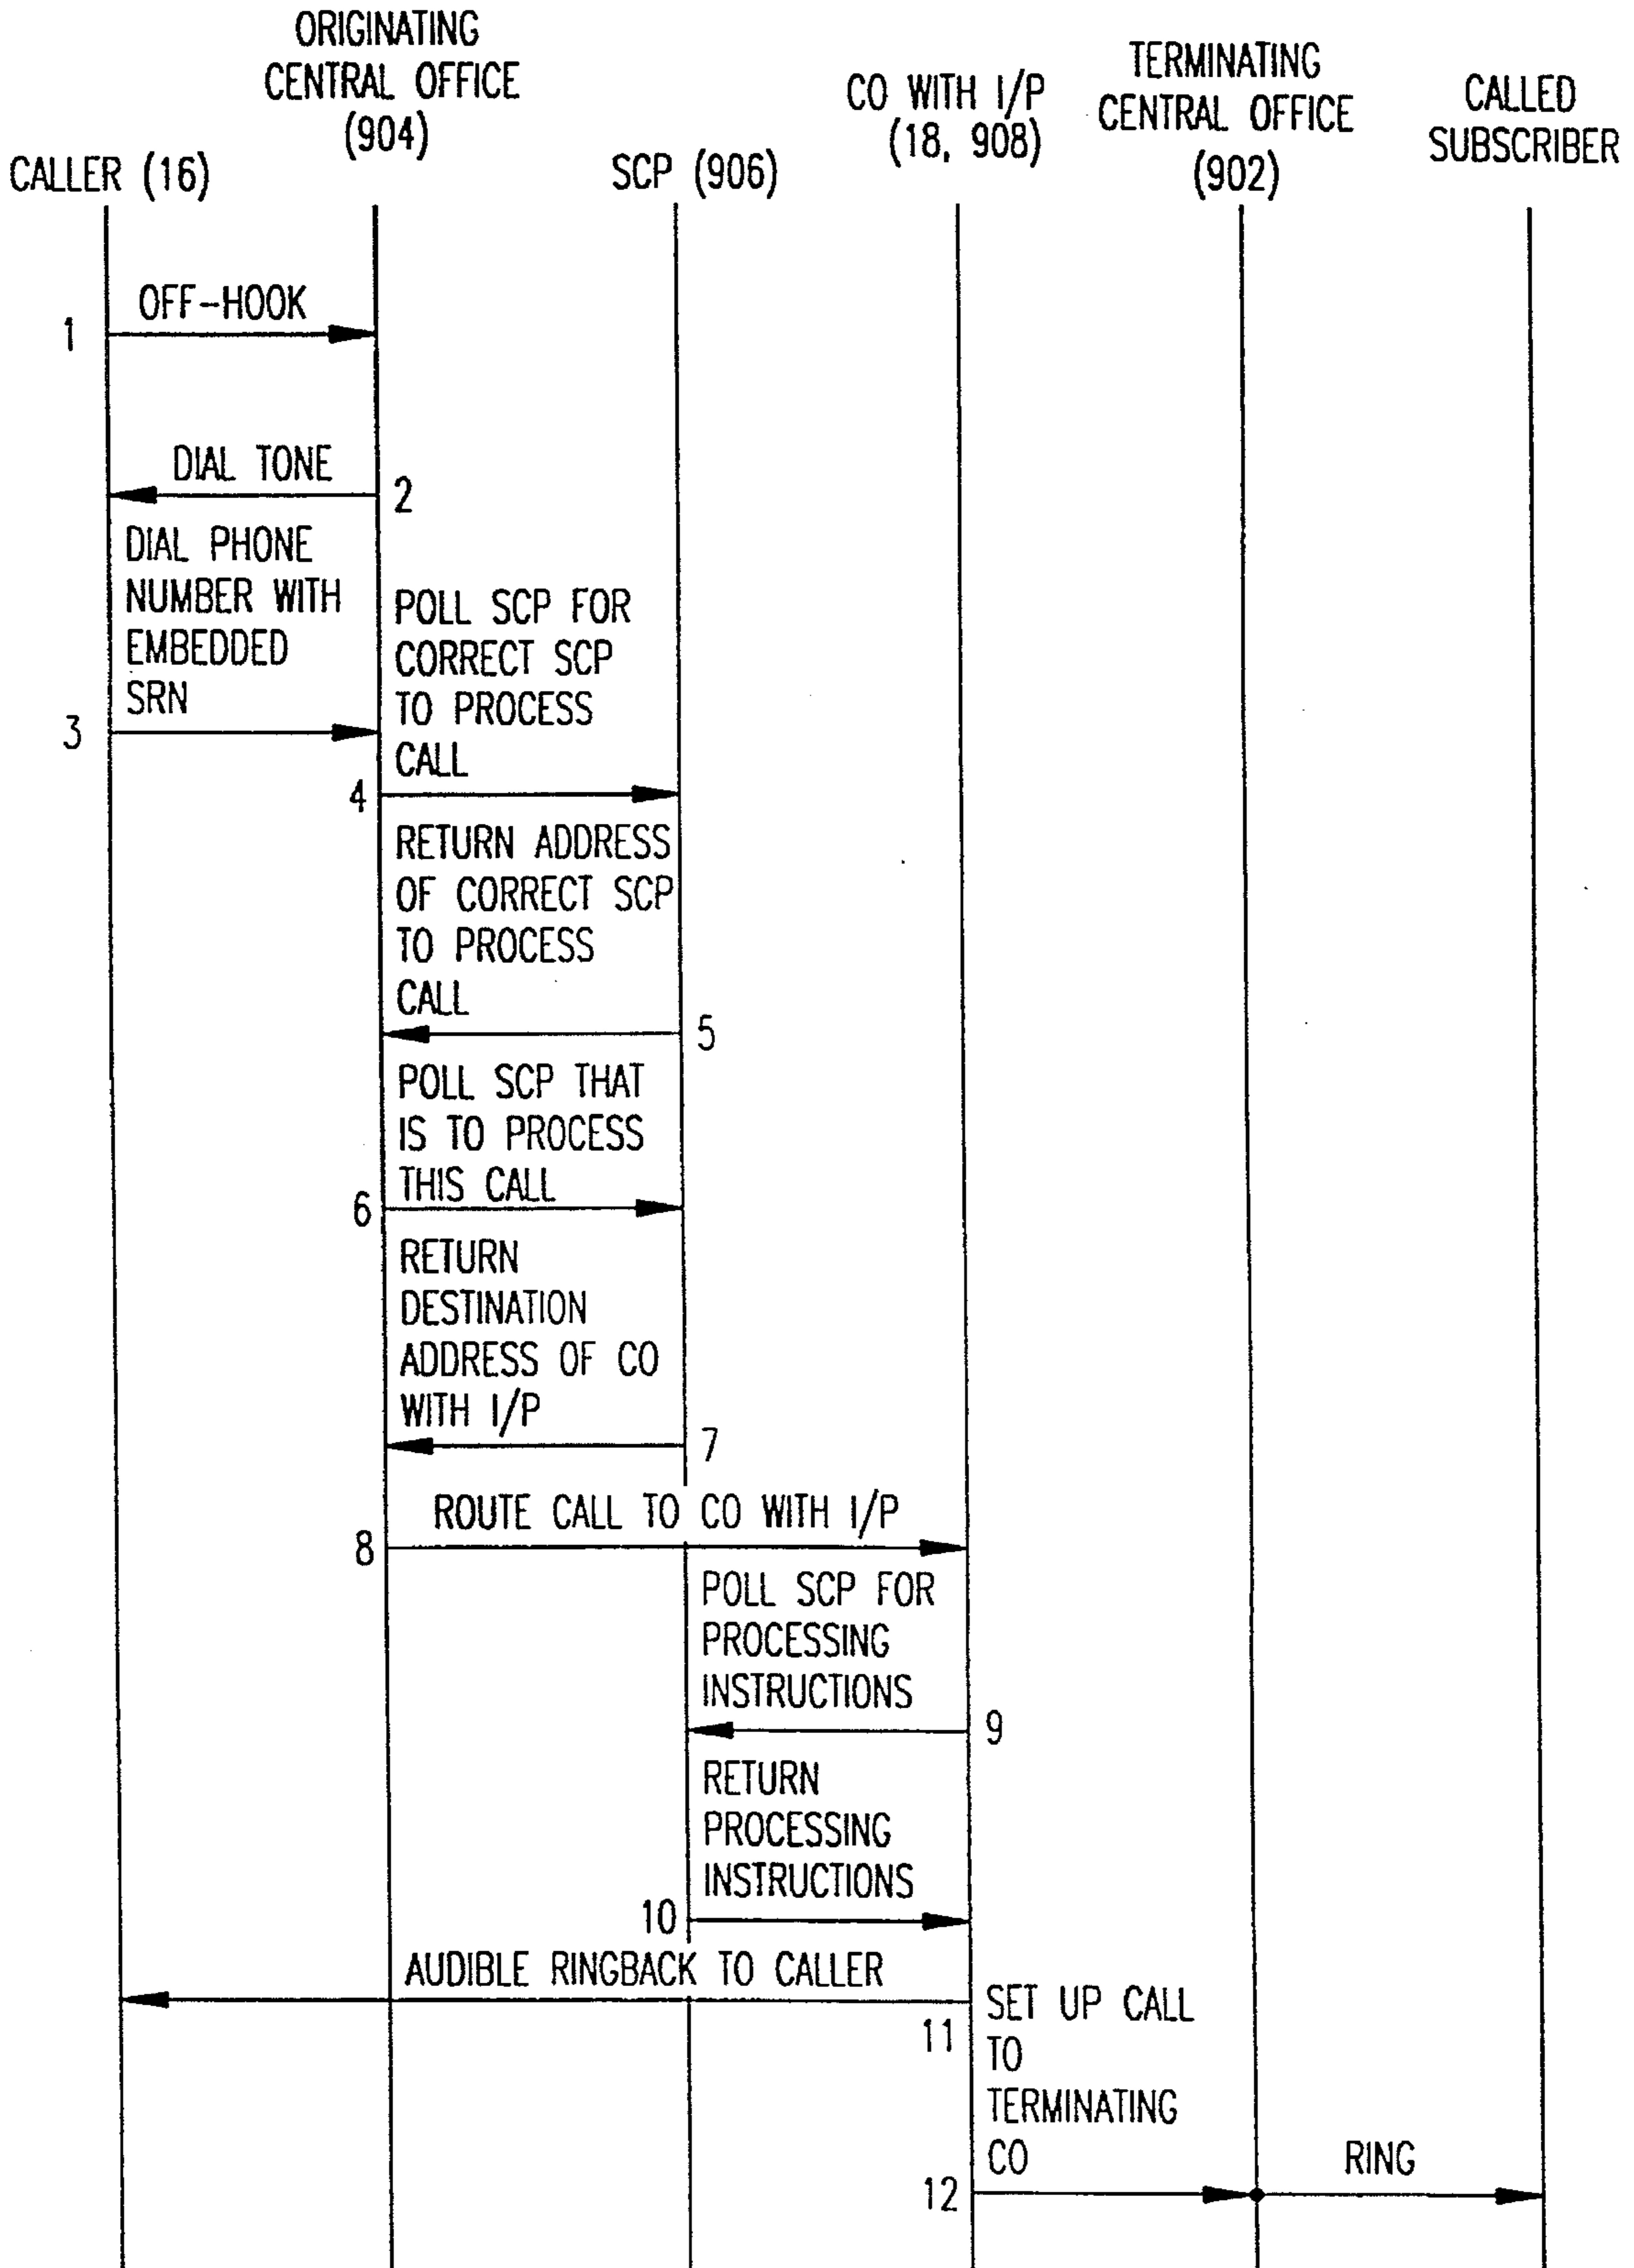 ORIGINATING
CENTRAL OFFICE
(904)
CO WITH I/P
(18, 908)
TERMINATING
CENTRAL OFFICE
(902)
CALLED
SUBSCRIBER
CALLER (16)
SCP (906)
OFF-HOOK
1
DIAL TONE
2
DIAL PHONE
NUMBER WITH
EMBEDDED
SRN
3
POLL SCP FOR
CORRECT SCP
TO PROCESS
CALL
4
RETURN ADDRESS
OF CORRECT SCP
TO PROCESS
CALL
5
POLL SCP THAT
IS TO PROCESS
THIS CALL
6
RETURN
DESTINATION
ADDRESS OF CO
WITH I/P
7
ROUTE CALL TO CO WITH I/P
8
POLL SCP FOR
PROCESSING
INSTRUCTIONS
9
RETURN
PROCESSING
INSTRUCTIONS
10
AUDIBLE RINGBACK TO CALLER
11
SET UP CALL
TO
TERMINATING
CO
12
RING